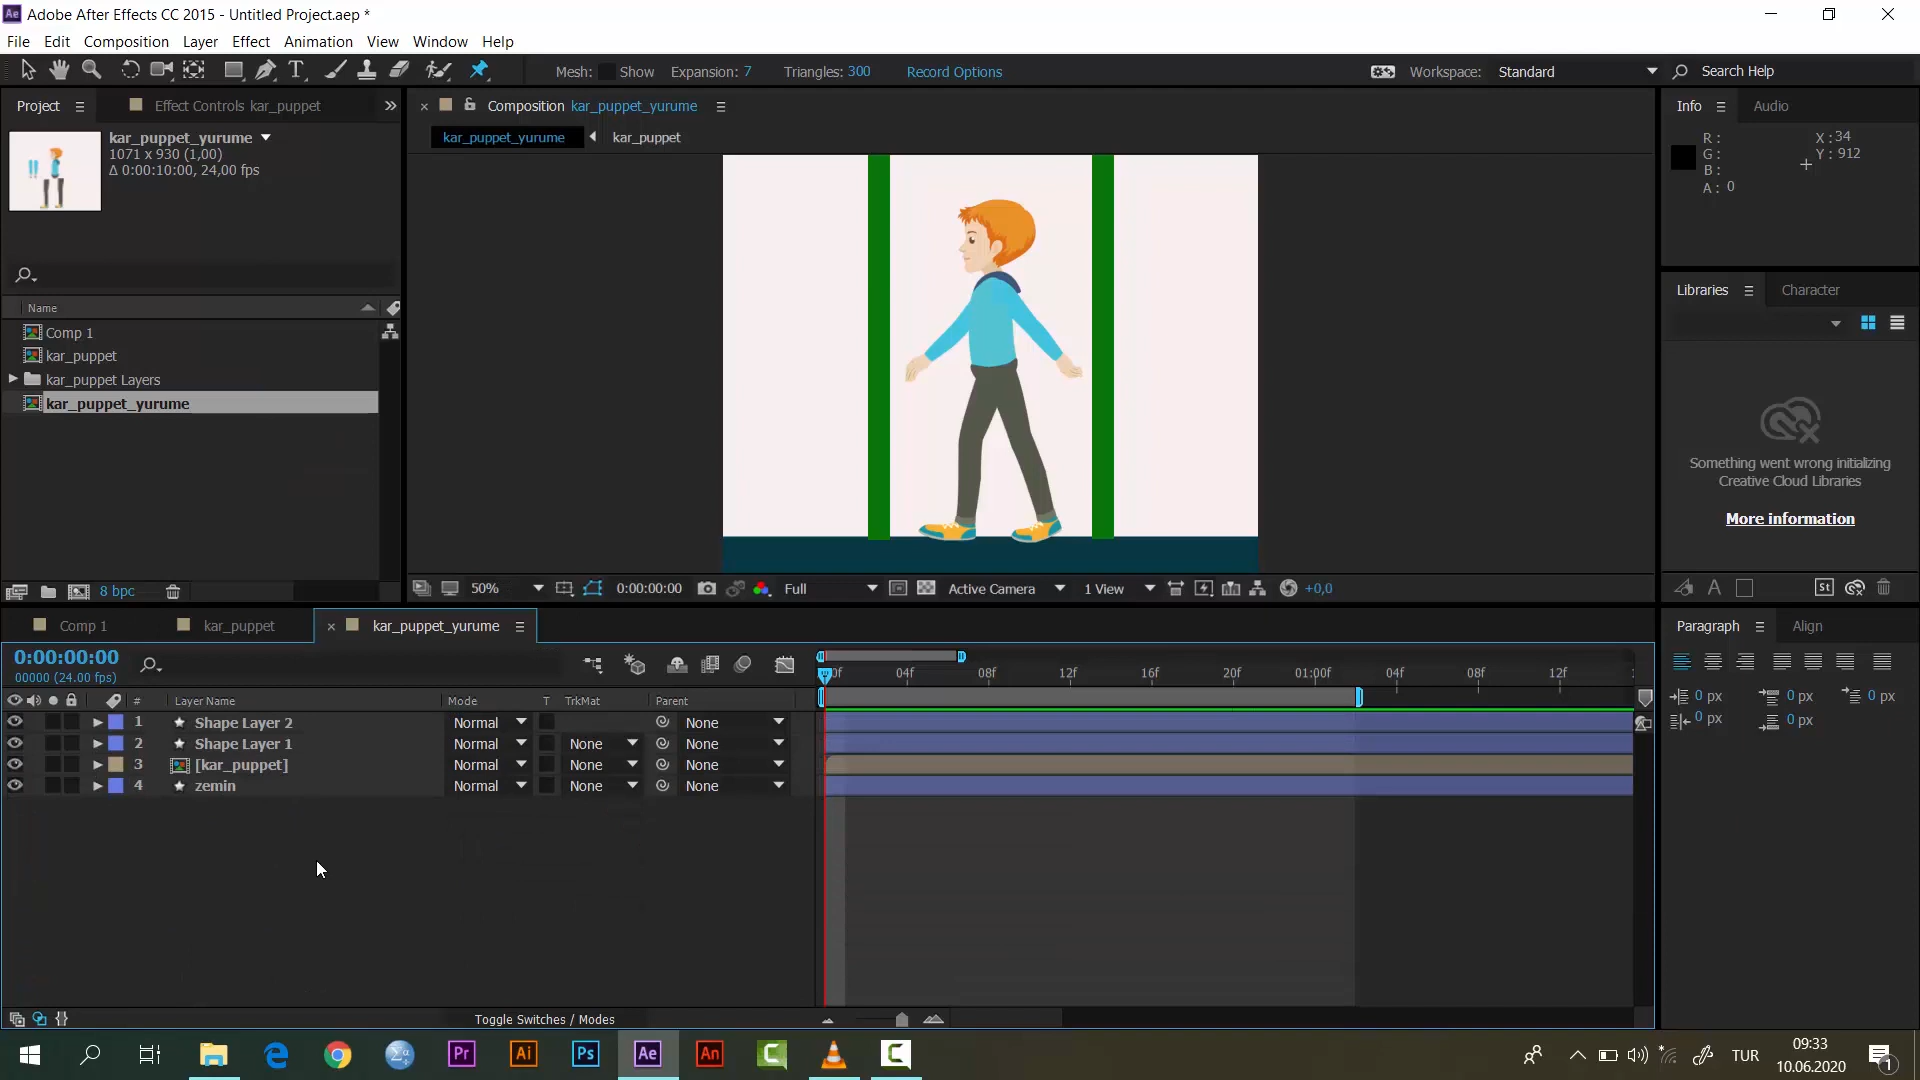 Adobe After Effects CC 2015 - Untitled Project.aep *
File Edit Composition Layer Effect Animation View Window Help
Mesh: Show Expansion: 7 Triangles: 300 Record Options Workspace: Standard Search Help
Project Effect Controls kar_puppet
kar_puppet_yurume
1071 x 930 (1,00)
Δ 0:00:10:00, 24,00 fps
Name
Comp 1
kar_puppet
kar_puppet Layers
kar_puppet_yurume
8 bpc
Composition kar_puppet_yurume
kar_puppet_yurume kar_puppet
50% 0:00:00:00 Full Active Camera 1 View +0,0
Info Audio
R :
G :
B :
A : 0
X : 34
Y : 912
Libraries Character
Something went wrong initializing
Creative Cloud Libraries
More information
St
Paragraph Align
0 px 0 px 0 px
0 px 0 px
Comp 1 kar_puppet kar_puppet_yurume
0:00:00:00
00000 (24.00 fps)
04f 08f 12f 16f 20f 01:00f 04f 08f 12f
# Layer Name Mode T TrkMat Parent
1 Shape Layer 2 Normal None
2 Shape Layer 1 Normal None None
3 [kar_puppet] Normal None None
4 zemin Normal None None
Toggle Switches / Modes
Pr Ai Ps Ae An
TUR
09:33
10.06.2020
1